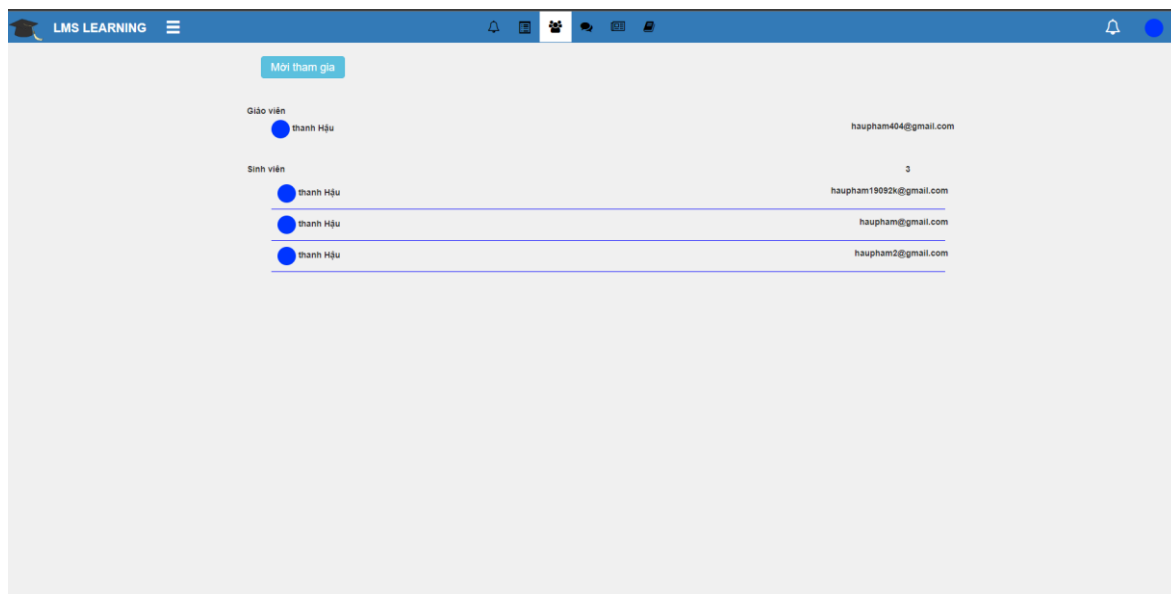 LMS LEARNING
Mời tham gia
Giáo viên
thanh Hậu haupham404@gmail.com
Sinh viên 3
thanh Hậu haupham19092k@gmail.com
thanh Hậu haupham@gmail.com
thanh Hậu haupham2@gmail.com